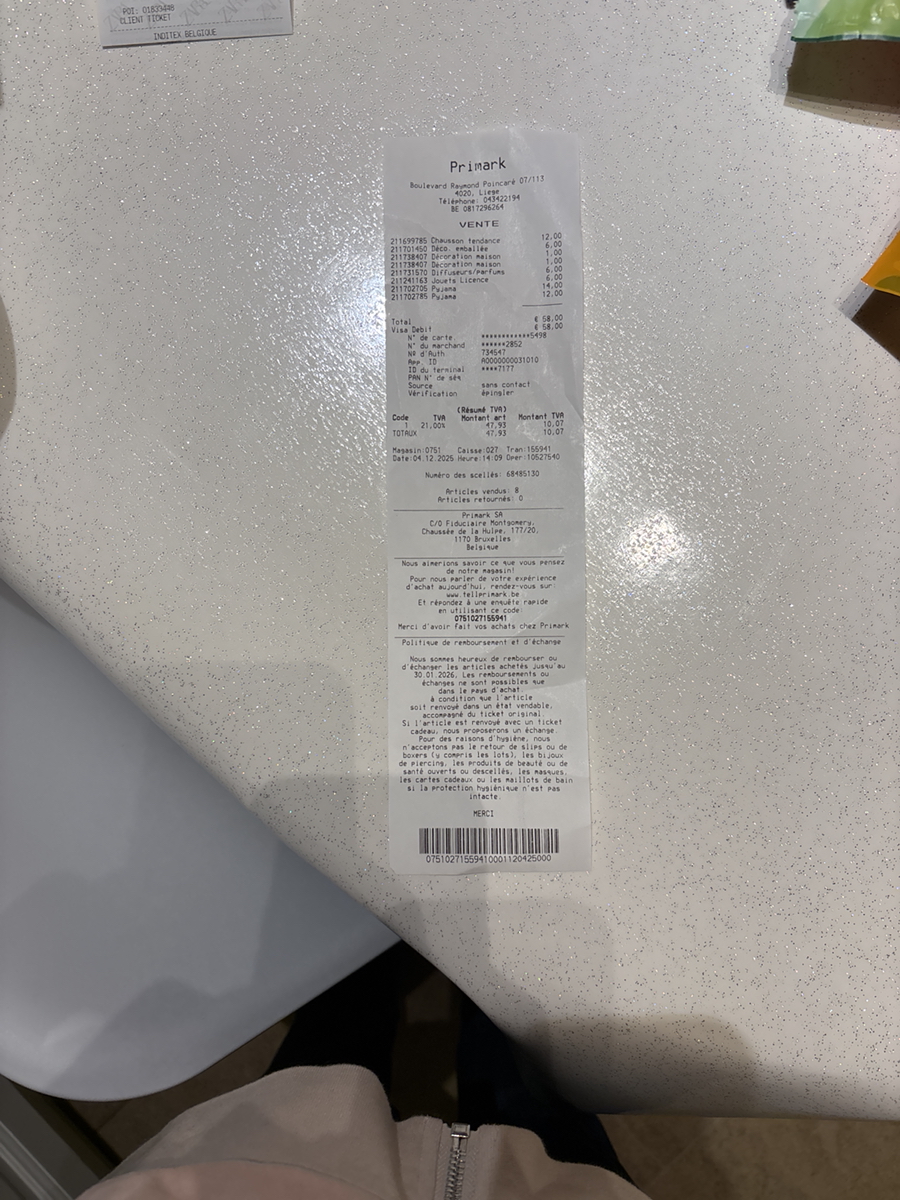 PDI: 01833448
CLIENT TICKET
INDITEX BELGIQUE
Primark
Boulevard Raymond Poincaré 07/113
4020, Liege
Téléphone: 043422194
BE 0817296264
VENTE
211699785 Chausson tendance 12,00
211701450 Déco. emballée 6,00
211738407 Décoration maison 1,00
211738407 Décoration maison 1,00
211731570 Diffuseurs/parfums 6,00
211241163 Jouets Licence 6,00
211702705 Pyjama 14,00
211702785 Pyjama 12,00
Total € 58,00
Visa Debit € 58,00
N° de carte ************5498
N° du marchand ******2852
Nº d'Auth. 734547
App. ID A0000000031010
ID du terminal ****7177
PAN N° de séq
Source sans contact
Vérification épingler
(Résumé TVA)
Code TVA Montant art Montant TVA
1 21,00% 47,93 10,07
TOTAUX 47,93 10,07
Magasin:0751 Caisse:027 Tran:155941
Date:04.12.2025 Heure:14:09 Oper:10527540
Numéro des scellés: 68485130
Articles vendus: 8
Articles retournés: 0
Primark SA
C/O Fiduciaire Montgomery,
Chaussée de la Hulpe, 177/20,
1170 Bruxelles
Belgique
Nous aimerions savoir ce que vous pensez
de notre magasin!
Pour nous parler de votre expérience
d'achat aujourd'hui, rendez-vous sur:
www.tellprimark.be
Et répondez à une enquête rapide
en utilisant ce code:
0751027155941
Merci d'avoir fait vos achats chez Primark
Politique de remboursement et d'échange
Nous sommes heureux de rembourser ou
d'échanger les articles achetés jusqu'au
30.01.2026. Les remboursements ou
échanges ne sont possibles que
dans le pays d'achat
à condition que l'article
soit renvoyé dans un état vendable,
accompagné du ticket original.
Si l'article est renvoyé avec un ticket
cadeau, nous proposerons un échange.
Pour des raisons d'hygiène, nous
n'acceptons pas le retour de slips ou de
boxers (y compris les lots), les bijoux
de piercing, les produits de beauté ou de
santé ouverts ou descellés, les masques,
les cartes cadeaux ou les maillots de bain
si la protection hygiénique n'est pas
intacte.
MERCI
07510271559410001120425000